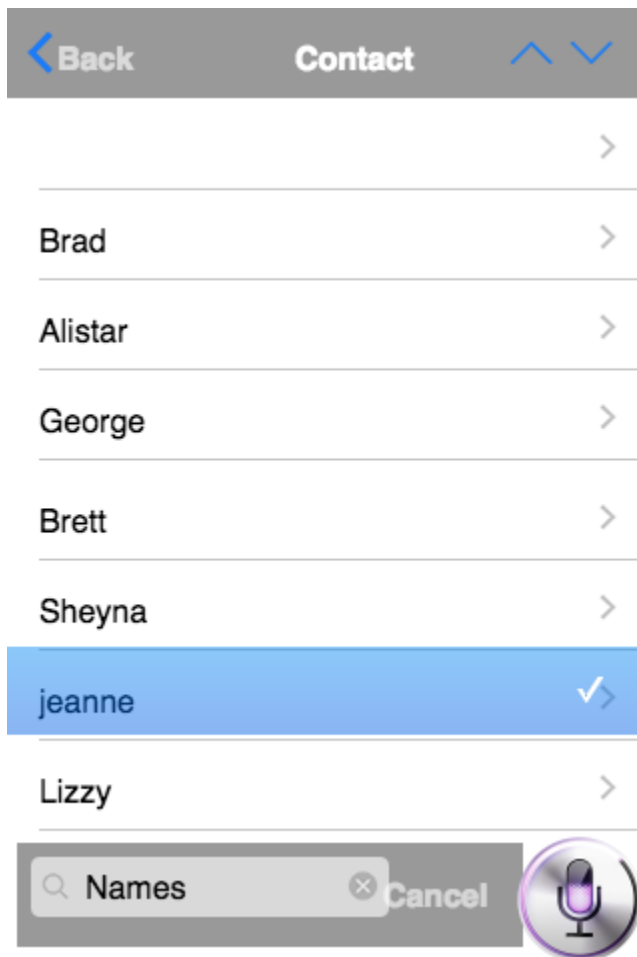 Back Contact
Brad
Alistar
George
Brett
Sheyna
jeanne
Lizzy
Names Cancel